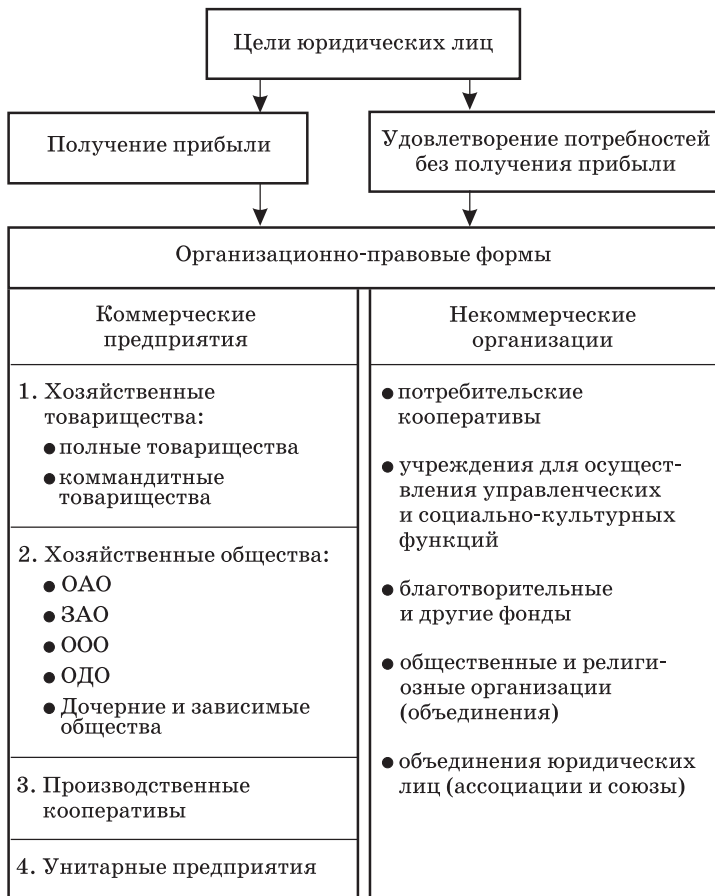 Цели юридических лиц
Получение прибыли
Удовлетворение потребностей
без получения прибыли
Организационно-правовые формы
Коммерческие
предприятия
1. Хозяйственные
товарищества:
● полные товарищества
● коммандитные
товарищества
2. Хозяйственные общества:
● ОАО
● ЗАО
● ООО
● ОДО
● Дочерние и зависимые
общества
3. Производственные
кооперативы
4. Унитарные предприятия
Некоммерческие
организации
● потребительские
кооперативы
● учреждения для осущест-
вления управленческих
и социально-культурных
функций
● благотворительные
и другие фонды
● общественные и религи-
озные организации
(объединения)
● объединения юридических
лиц (ассоциации и союзы)